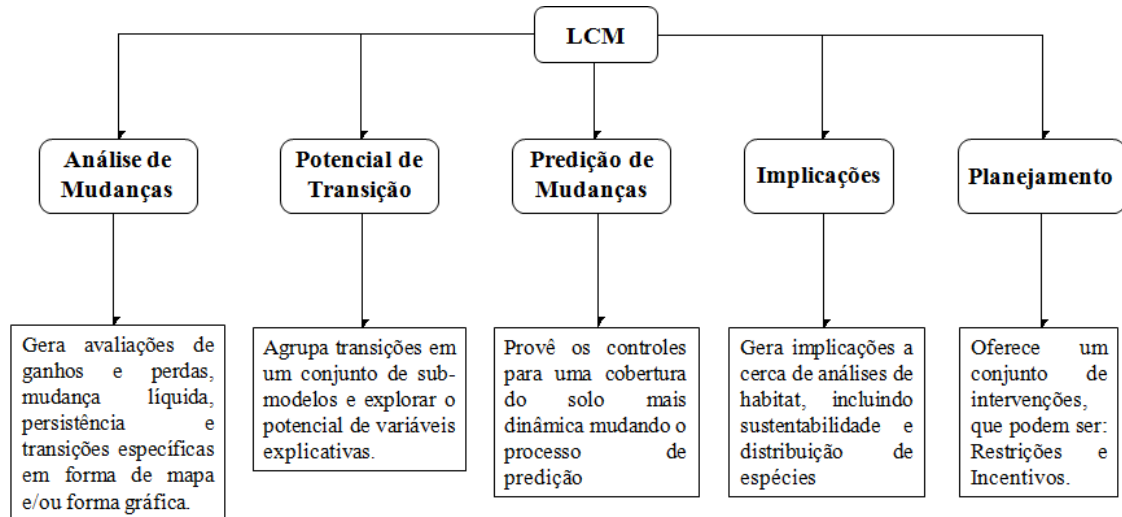 LCM
Análise de
Mudanças
Potencial de
Transição
Predição de
Mudanças
Implicações
Planejamento
Gera avaliações de
ganhos e perdas,
mudança líquida,
persistência e
transições específicas
em forma de mapa
e/ou forma gráfica.
Agrupa transições em
um conjunto de sub-
modelos e explorar o
potencial de variáveis
explicativas.
Provê os controles
para uma cobertura
do solo mais
dinâmica mudando o
processo de
predição
Gera implicações a
cerca de análises de
habitat, incluindo
sustentabilidade e
distribuição de
espécies
Oferece um
conjunto de
intervenções,
que podem ser:
Restrições e
Incentivos.